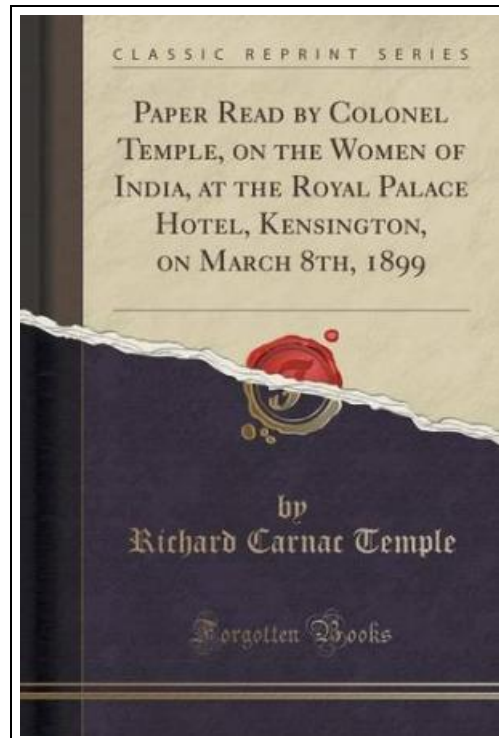 CLASSIC REPRINT SERIES
PAPER READ BY COLONEL
TEMPLE, ON THE WOMEN OF
INDIA, AT THE ROYAL PALACE
HOTEL, KENSINGTON,
ON MARCH 8TH, 1899
F
by
Richard Carnac Temple
Forgotten Books